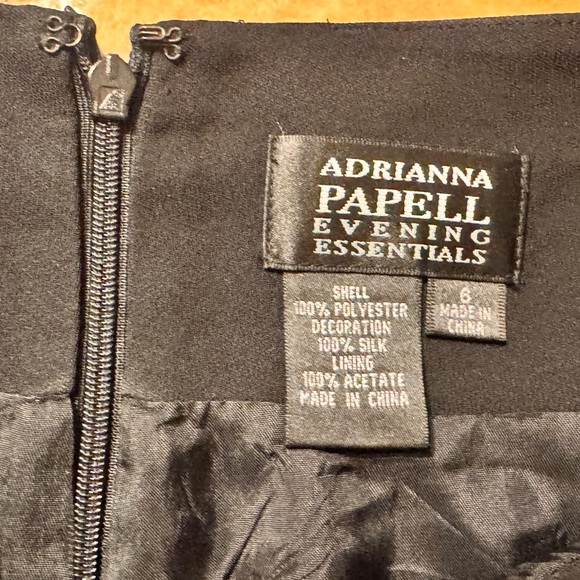 ADRIANNA
PAPELL
EVENING
ESSENTIALS
SHELL
100% POLYESTER
DECORATION
100% SILK
LINING
100% ACETATE
MADE IN CHINA
6
MADE IN
CHINA